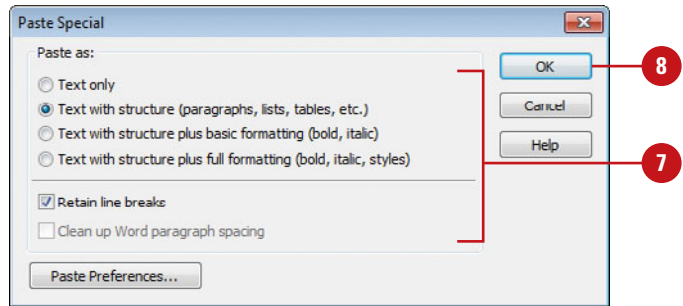 Paste Special
Paste as:
Text only
Text with structure (paragraphs, lists, tables, etc.)
Text with structure plus basic formatting (bold, italic)
Text with structure plus full formatting (bold, italic, styles)
Retain line breaks
Clean up Word paragraph spacing
Paste Preferences...
OK
Cancel
Help
8
7